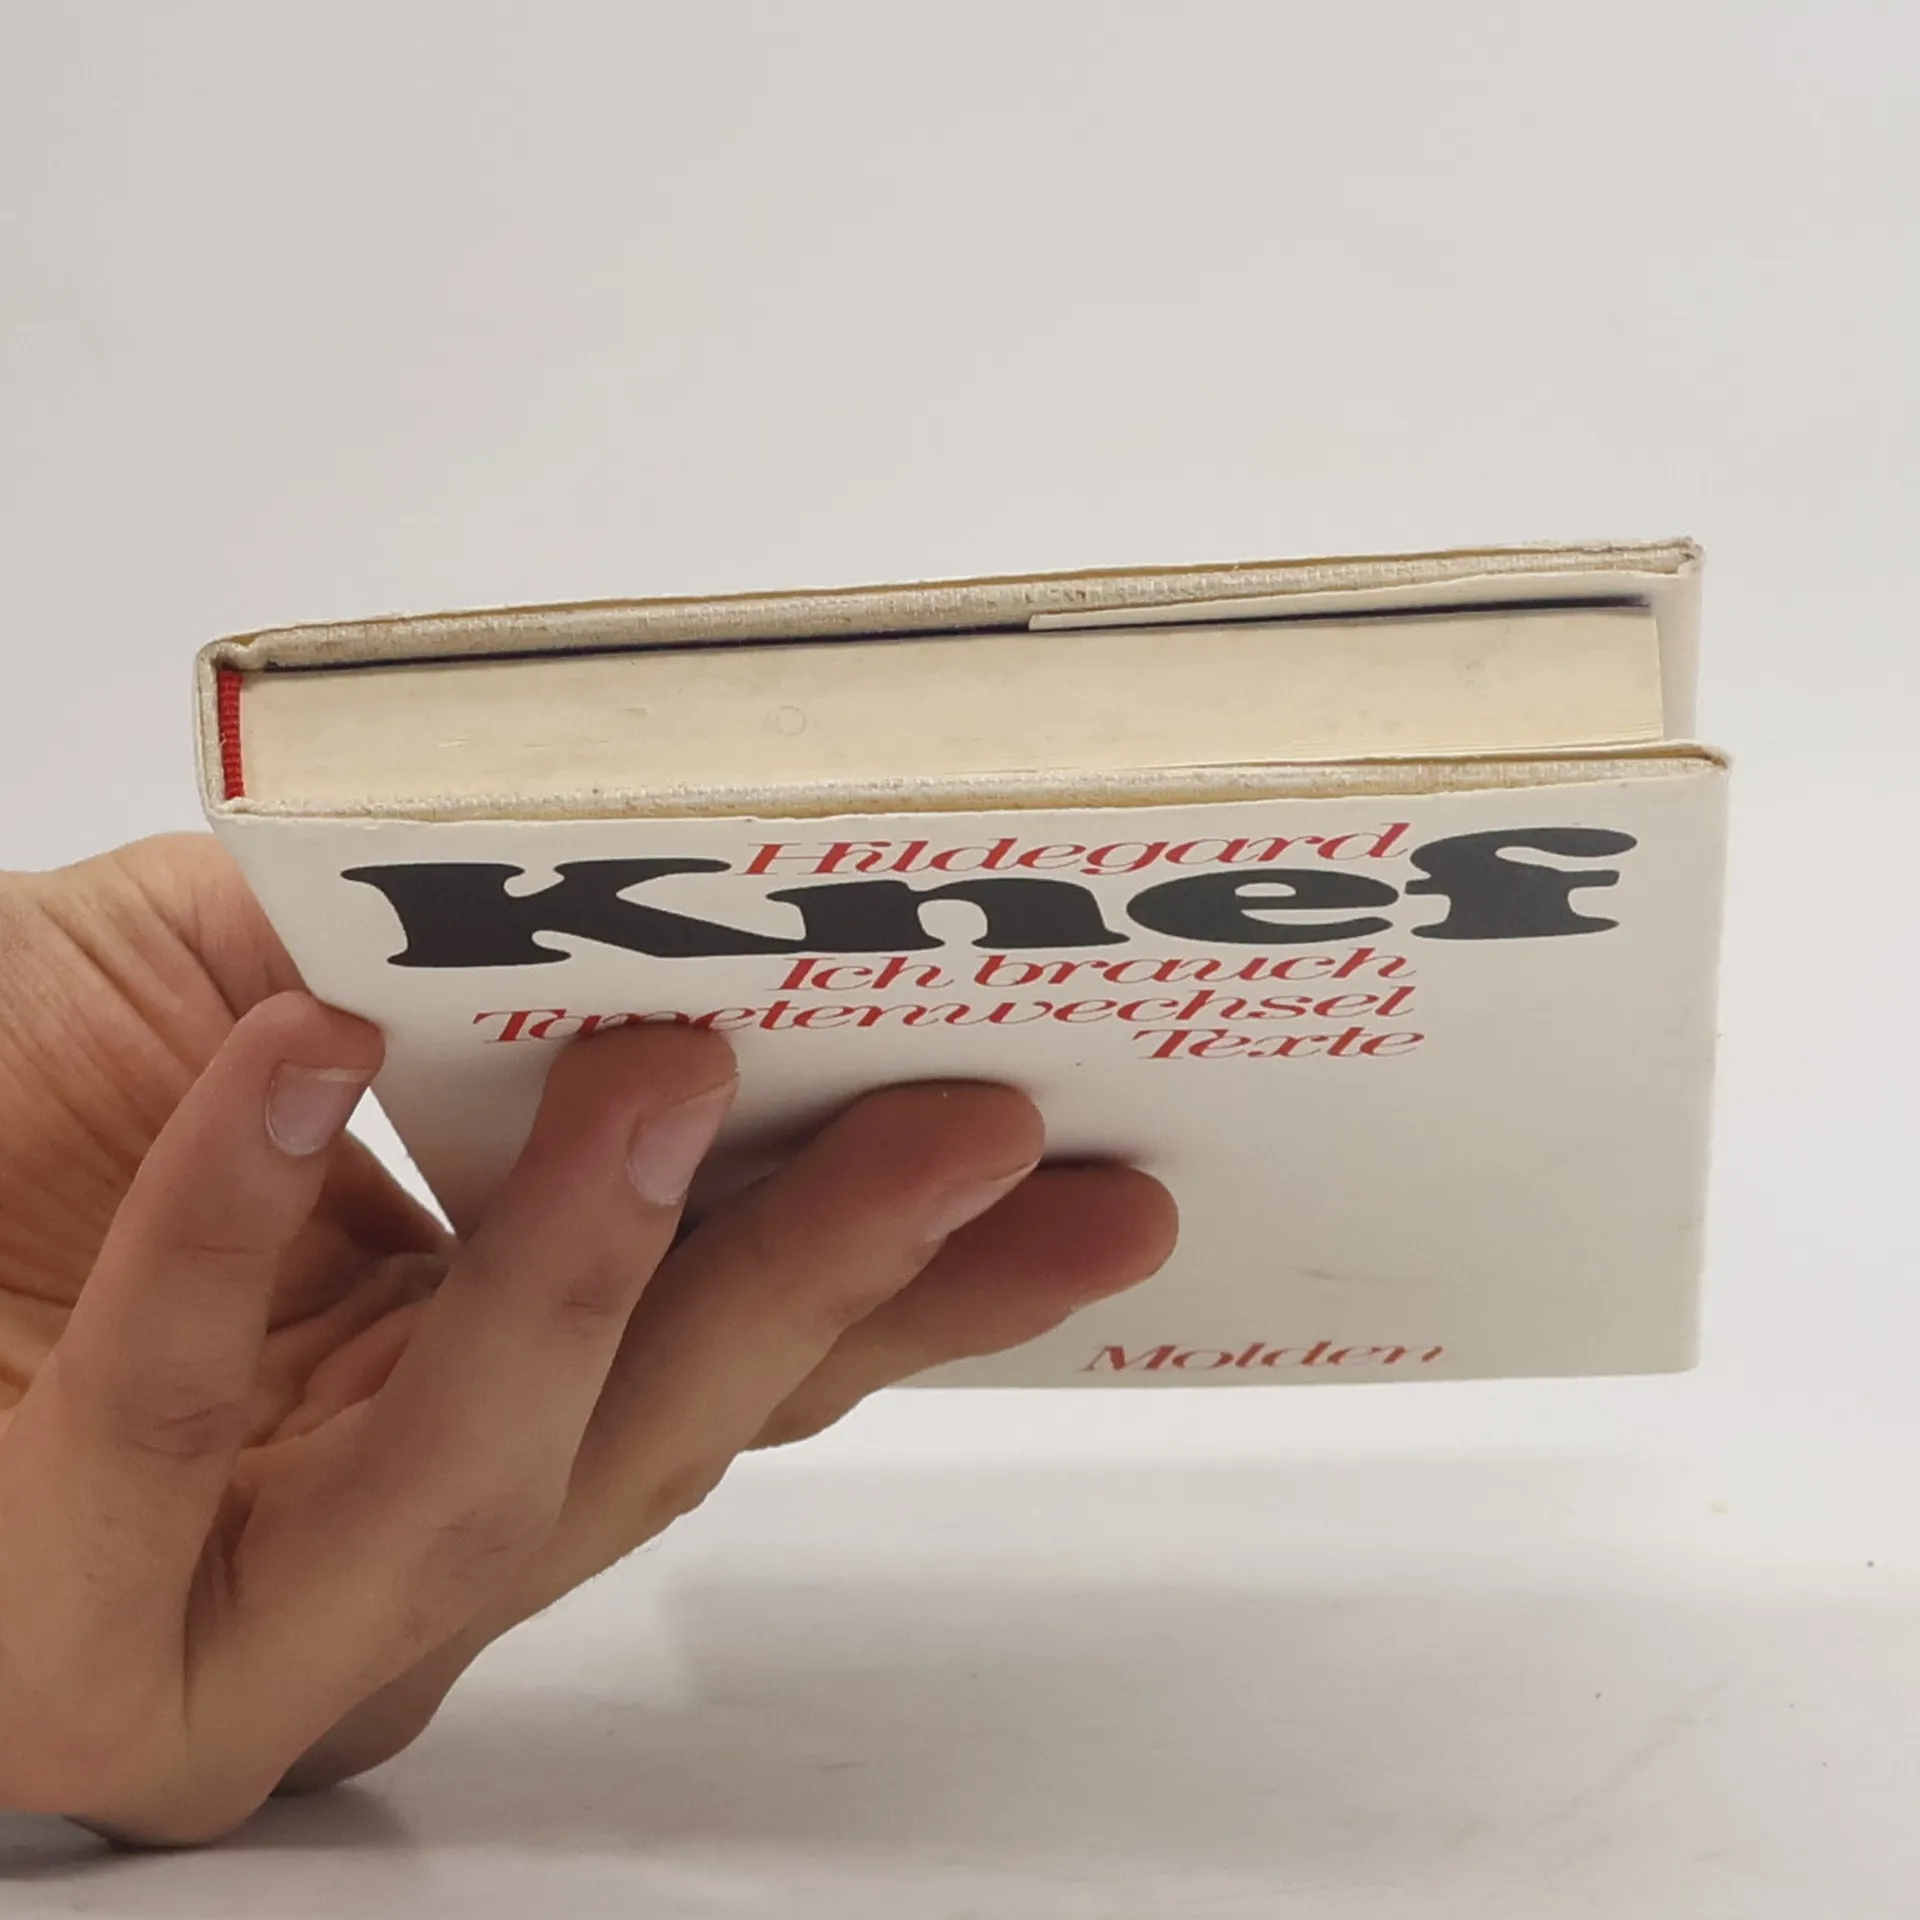 Hildegard
Knef
Ich brauch
Tapetenwechsel
Texte
Molden